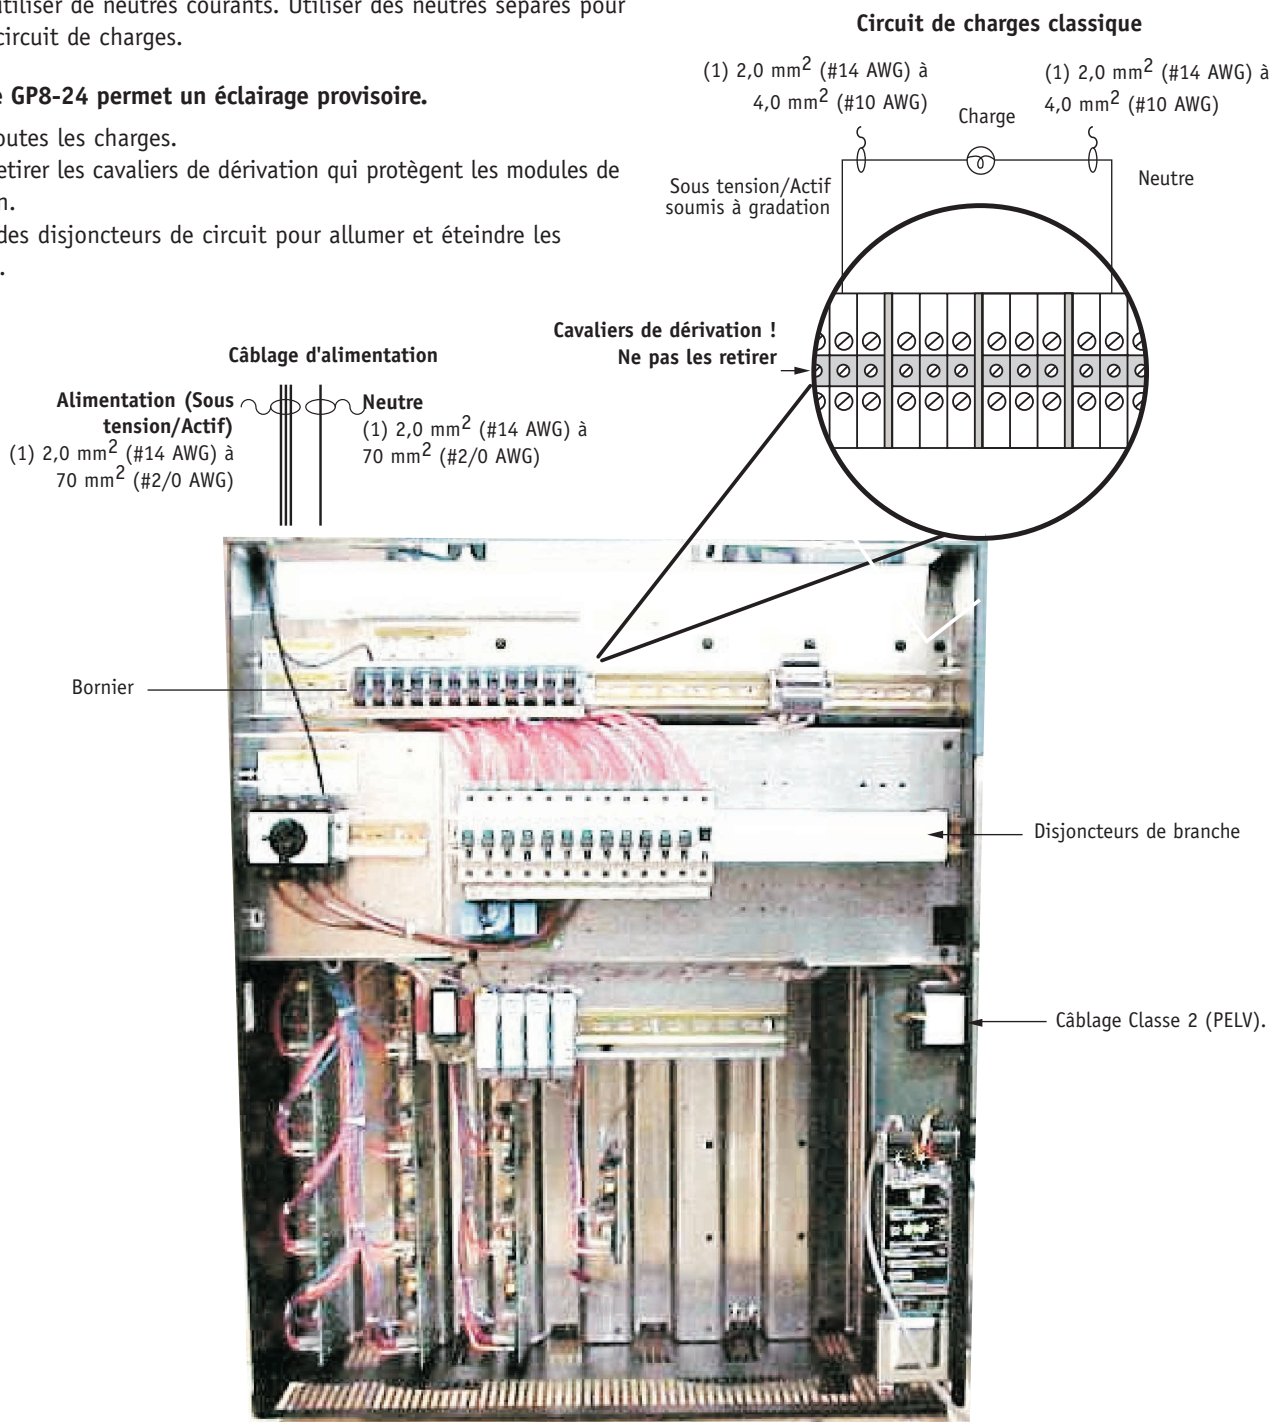 utiliser de neutres courants. Utiliser des neutres séparés pour
circuit de charges.
e GP8-24 permet un éclairage provisoire.
outes les charges.
etirer les cavaliers de dérivation qui protègent les modules de
n.
des disjoncteurs de circuit pour allumer et éteindre les
.
Circuit de charges classique
(1) 2,0 mm² (#14 AWG) à
4,0 mm² (#10 AWG)
(1) 2,0 mm² (#14 AWG) à
4,0 mm² (#10 AWG)
Charge
Sous tension/Actif
soumis à gradation
Neutre
Cavaliers de dérivation !
Ne pas les retirer
Câblage d'alimentation
Alimentation (Sous
tension/Actif)
(1) 2,0 mm² (#14 AWG) à
70 mm² (#2/0 AWG)
Neutre
(1) 2,0 mm² (#14 AWG) à
70 mm² (#2/0 AWG)
Bornier
Disjoncteurs de branche
Câblage Classe 2 (PELV).